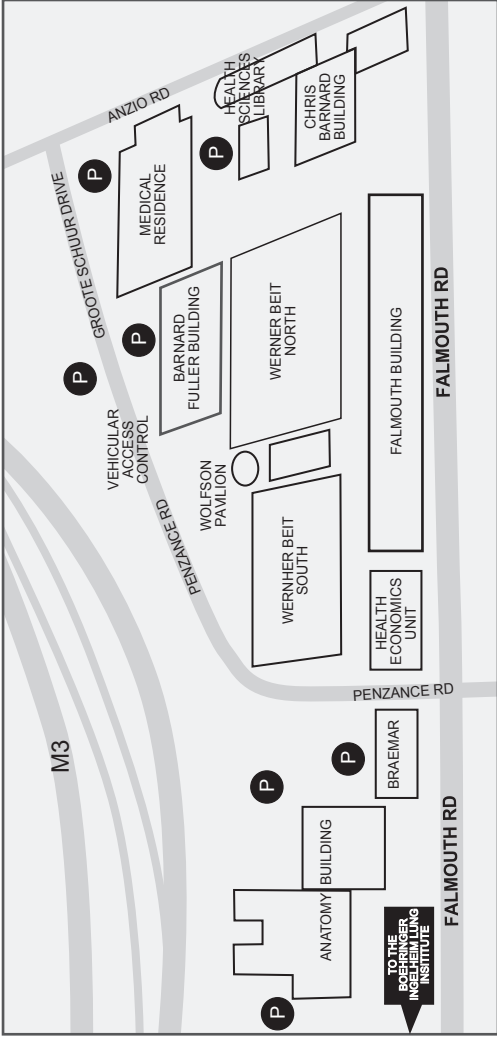 ANZIO RD
HEALTH
SCIENCES
LIBRARY
CHRIS
BARNARD
BUILDING
P
P
MEDICAL
RESIDENCE
GROOTE SCHUUR DRIVE
P
P
BARNARD
FULLER BUILDING
WERNER BEIT
NORTH
FALMOUTH BUILDING
FALMOUTH RD
VEHICULAR
ACCESS
CONTROL
WOLFSON
PAVLION
PENZANCE RD
WERNHER BEIT
SOUTH
HEALTH
ECONOMICS
UNIT
PENZANCE RD
M3
P
P
BRAEMAR
FALMOUTH RD
ANATOMY BUILDING
P
TO THE
BOEHRINGER
INGELHEIM LUNG
INSITITUTE